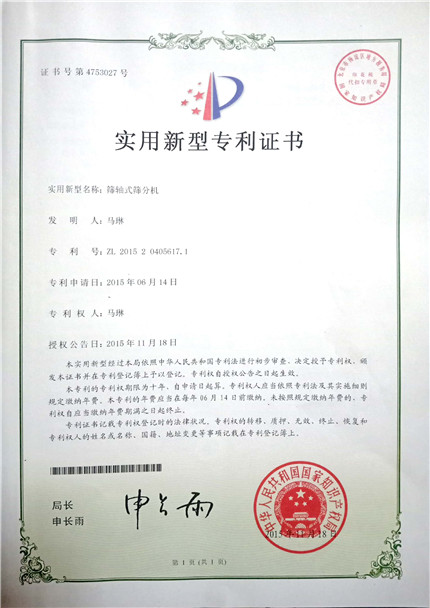 证书号第4753027号
实用新型专利证书
实用新型名称：筛轴式筛分机
发明人：马琳
专利号：ZL 2015 2 0405617.1
专利申请日：2015年06月14日
专利权人：马琳
授权公告日：2015年11月18日
本实用新型经过本局依照中华人民共和国专利法进行初步审查，决定授予专利权，颁
发本证书并在专利登记簿上予以登记。专利权自授权公告之日起生效。
本专利的专利权期限为十年，自申请日起算。专利权人应当依照专利法及其实施细则
规定缴纳年费。本专利的年费应当在每年06月14日前缴纳。未按照规定缴纳年费的，专利
权自应当缴纳年费期满之日起终止。
专利证书记载专利权登记时的法律状况。专利权的转移、质押、无效、终止、恢复和
专利权人的姓名或名称、国籍、地址变更等事项记载在专利登记簿上。
局长
申长雨
申长雨
中华人民共和国国家知识产权局
2015年11月18日
第1页(共1页)